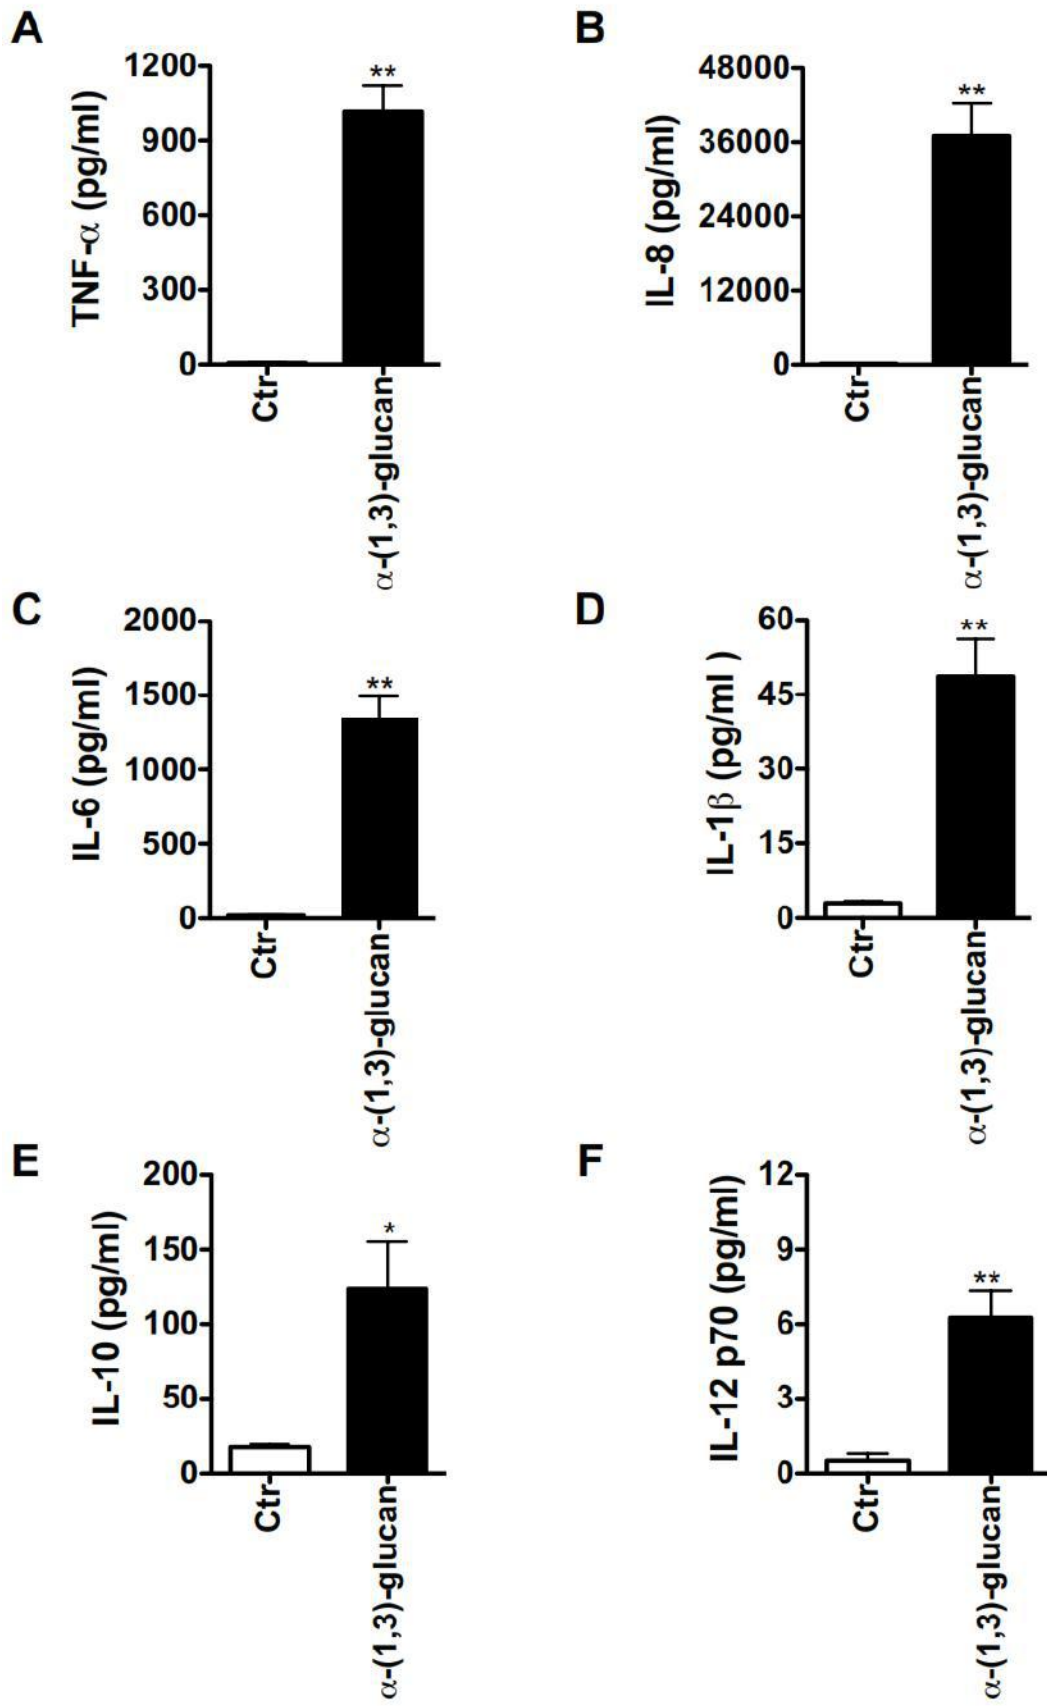 A
TNF-α (pg/ml)
1200
900
600
300
0
**
Ctr
α-(1,3)-glucan
B
IL-8 (pg/ml)
48000
36000
24000
12000
0
**
Ctr
α-(1,3)-glucan
C
IL-6 (pg/ml)
2000
1500
1000
500
0
**
Ctr
α-(1,3)-glucan
D
IL-1β (pg/ml )
60
45
30
15
0
**
Ctr
α-(1,3)-glucan
E
IL-10 (pg/ml)
200
150
100
50
0
*
Ctr
α-(1,3)-glucan
F
IL-12 p70 (pg/ml)
12
9
6
3
0
**
Ctr
α-(1,3)-glucan